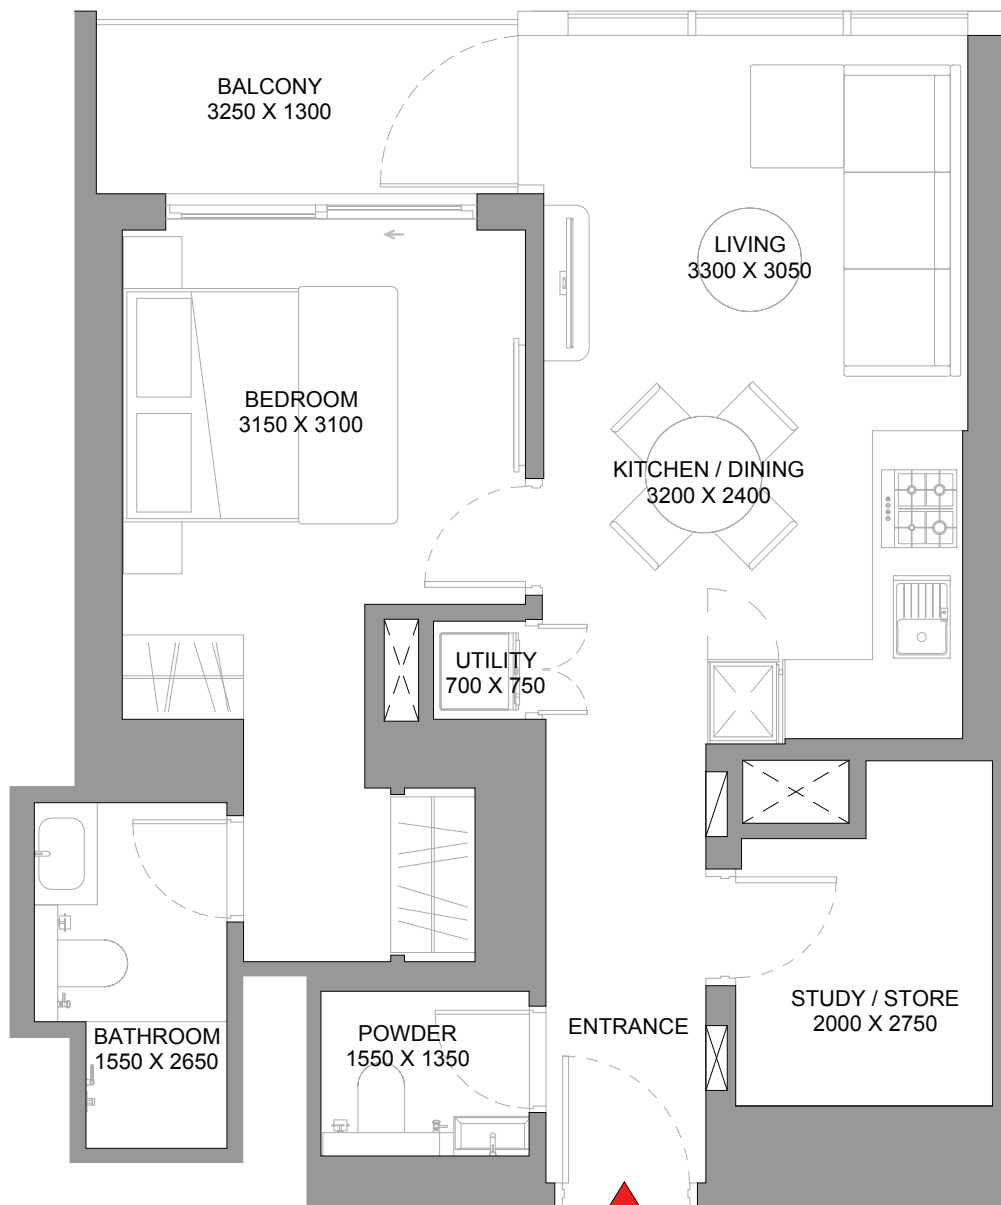 BALCONY
3250 X 1300
LIVING
3300 X 3050
BEDROOM
3150 X 3100
KITCHEN / DINING
3200 X 2400
UTILITY
700 X 750
STUDY / STORE
2000 X 2750
ENTRANCE
POWDER
1550 X 1350
BATHROOM
1550 X 2650